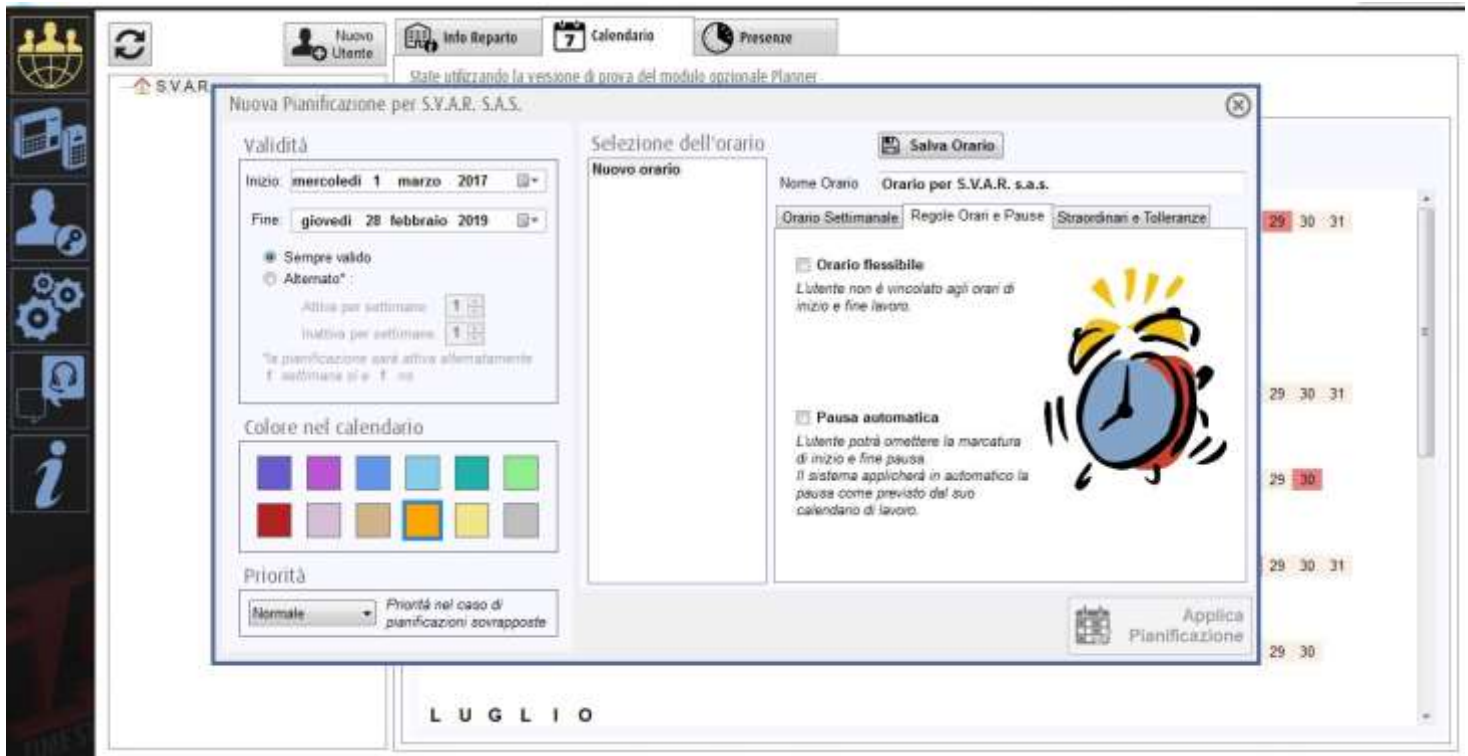 Nuovo
Utente
Info Reparto
7
Calendario
Presenze
S.V.A.R.
State utilizzando la versione di prova del modulo opzionale Planner
Nuova Pianificazione per S.V.A.R. S.A.S.
Validità
Inizio: mercoledì 1 marzo 2017
Fine: giovedì 28 febbraio 2019
Sempre valido
Alternato* :
Attiva per settimane 1
Inattiva per settimane 1
*la pianificazione sarà attiva alternatamente
1 settimana sì e 1 no
Colore nel calendario
Priorità
Normale
Priorità nel caso di
pianificazioni sovrapposte
Selezione dell'orario
Nuovo orario
Salva Orario
Nome Orario Orario per S.V.A.R. s.a.s.
Orario Settimanale Regole Orari e Pause Straordinari e Tolleranze
Orario flessibile
L'utente non è vincolato agli orari di
inizio e fine lavoro.
Pausa automatica
L'utente potrà omettere la marcatura
di inizio e fine pausa.
Il sistema applicherà in automatico la
pausa come previsto dal suo
calendario di lavoro.
Applica
Pianificazione
29 30 31
29 30 31
29 30
29 30 31
29 30
LUGLIO